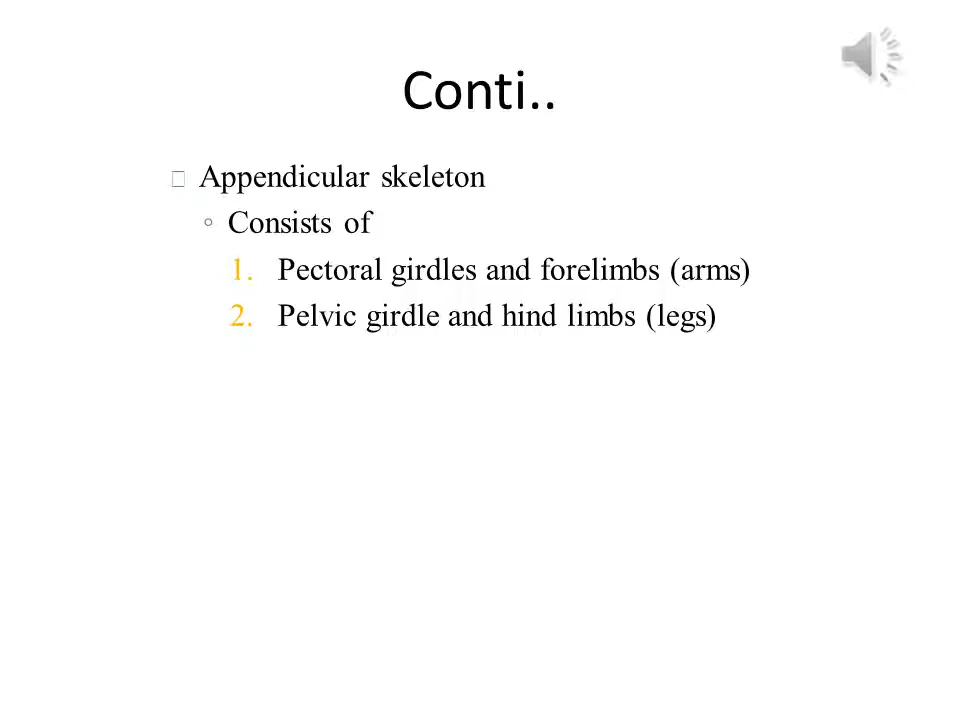 Conti..
Appendicular skeleton
◦ Consists of
1. Pectoral girdles and forelimbs (arms)
2. Pelvic girdle and hind limbs (legs)